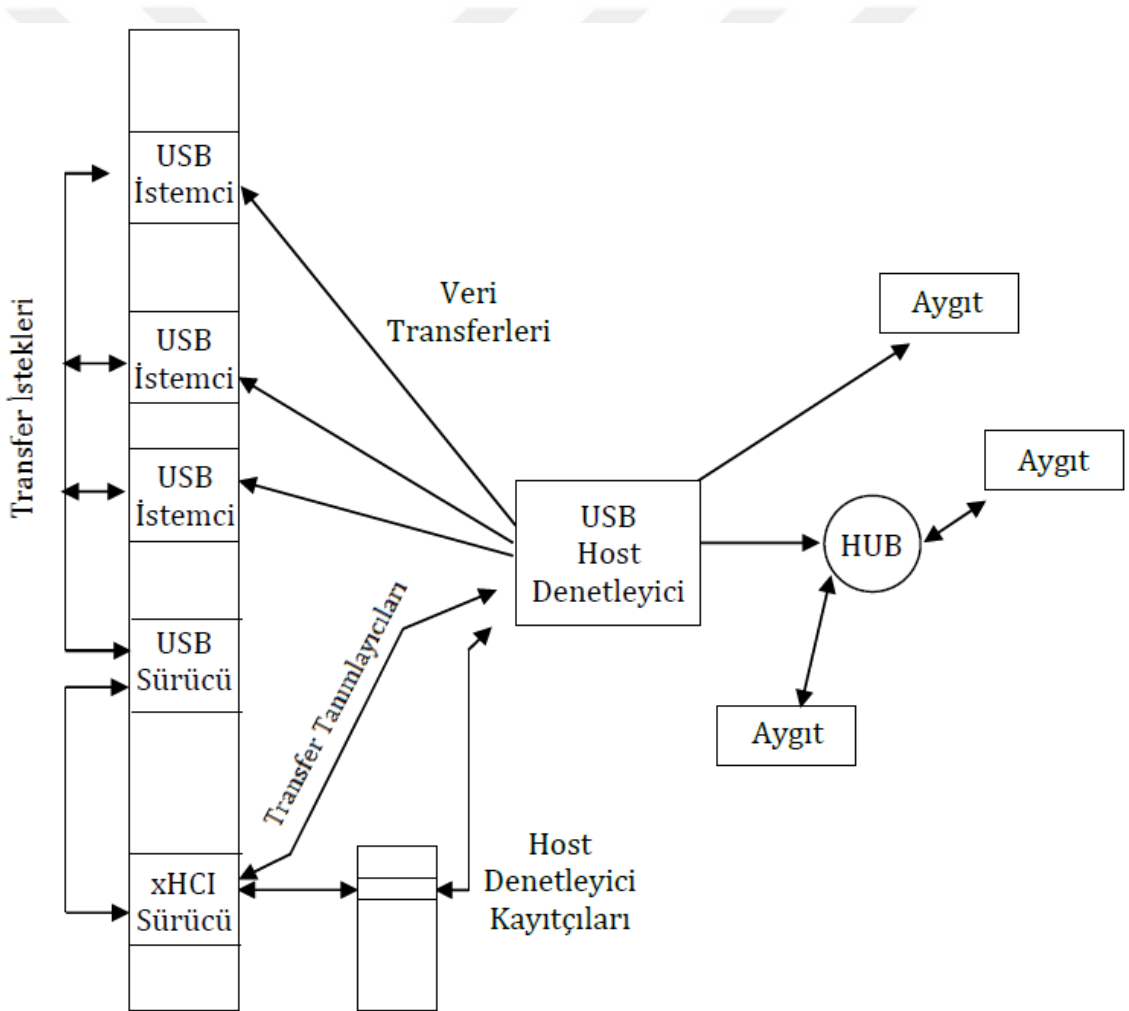 USB
İstemci
USB
İstemci
USB
İstemci
USB
Sürücü
xHCI
Sürücü
Transfer İstekleri
Veri
Transferleri
Transfer Tanımlayıcıları
USB
Host
Denetleyici
Host
Denetleyici
Kayıtçıları
Aygıt
Aygıt
HUB
Aygıt